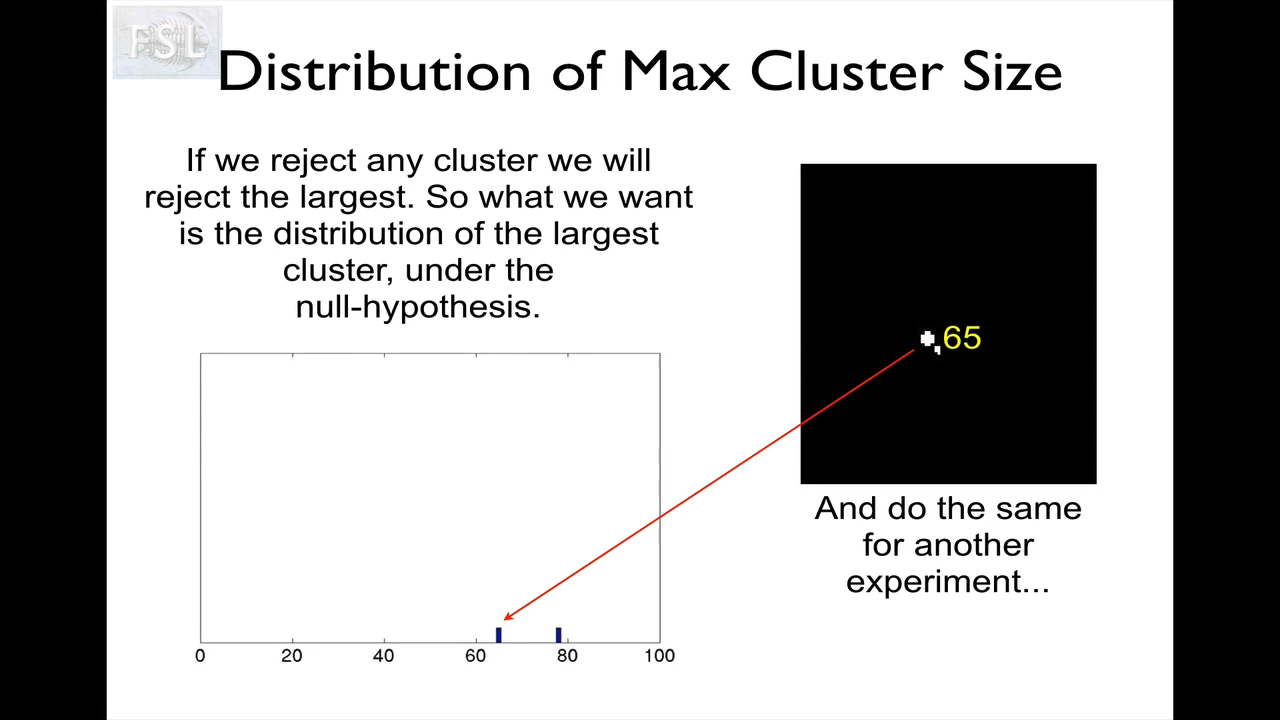 FSL
Distribution of Max Cluster Size
If we reject any cluster we will
reject the largest. So what we want
is the distribution of the largest
cluster, under the
null-hypothesis.
65
And do the same
for another
experiment...
0 20 40 60 80 100